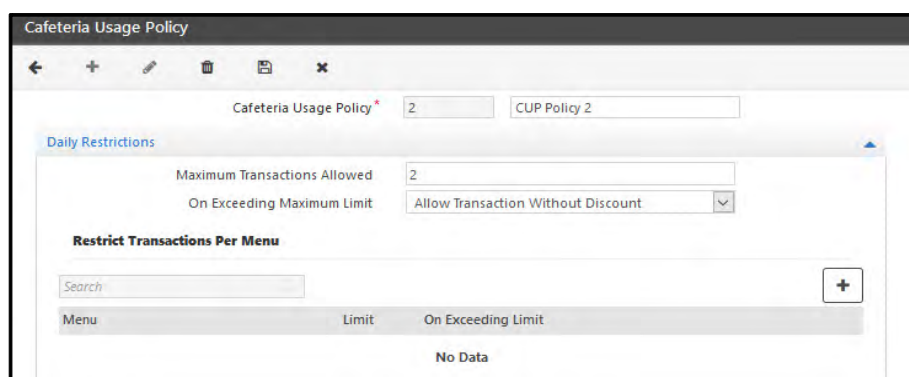 Cafeteria Usage Policy
Cafeteria Usage Policy* 2 CUP Policy 2
Daily Restrictions
Maximum Transactions Allowed 2
On Exceeding Maximum Limit Allow Transaction Without Discount
Restrict Transactions Per Menu
Search
Menu Limit On Exceeding Limit
No Data